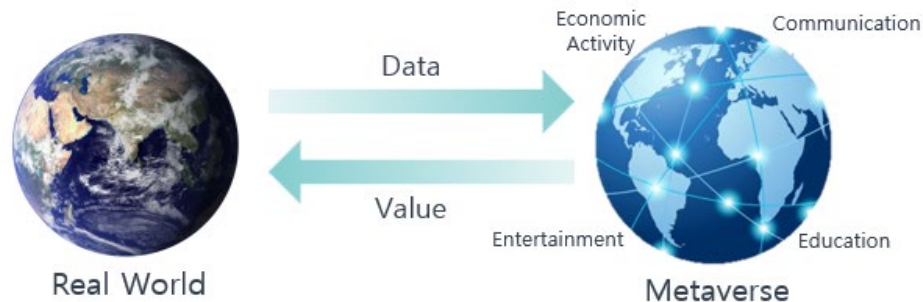 Economic
Activity
Communication
Data
Value
Entertainment
Education
Real World
Metaverse